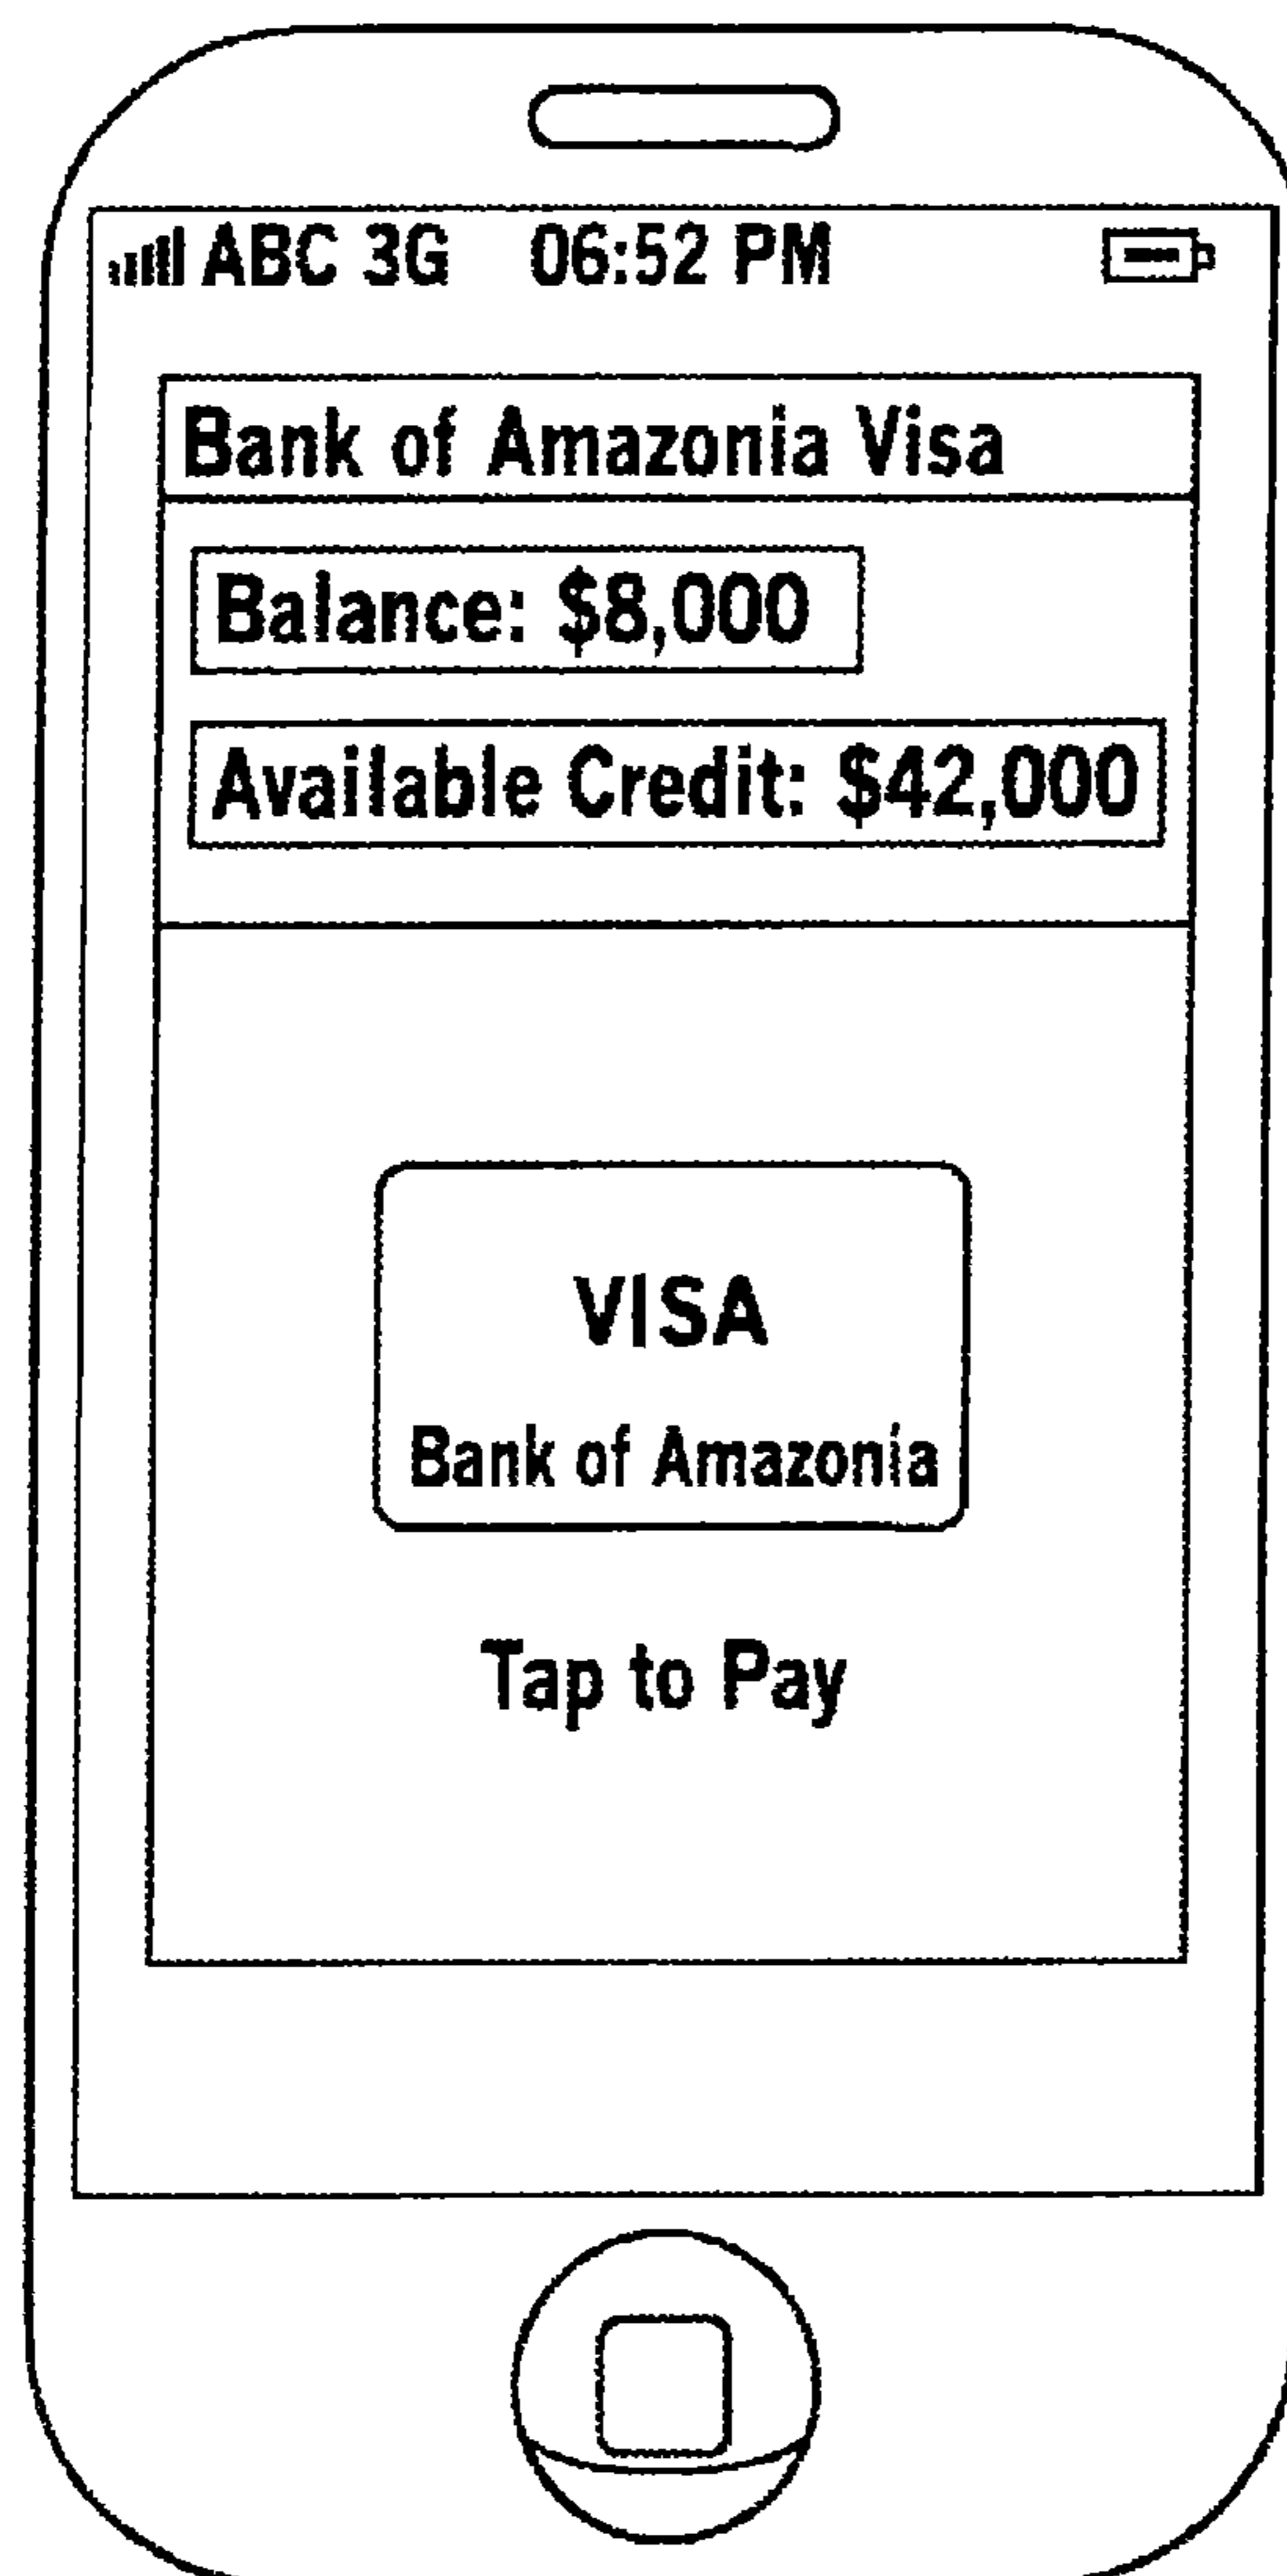 ABC 3G 06:52 PM
Bank of Amazonia Visa
Balance: $8,000
Available Credit: $42,000
VISA
Bank of Amazonia
Tap to Pay